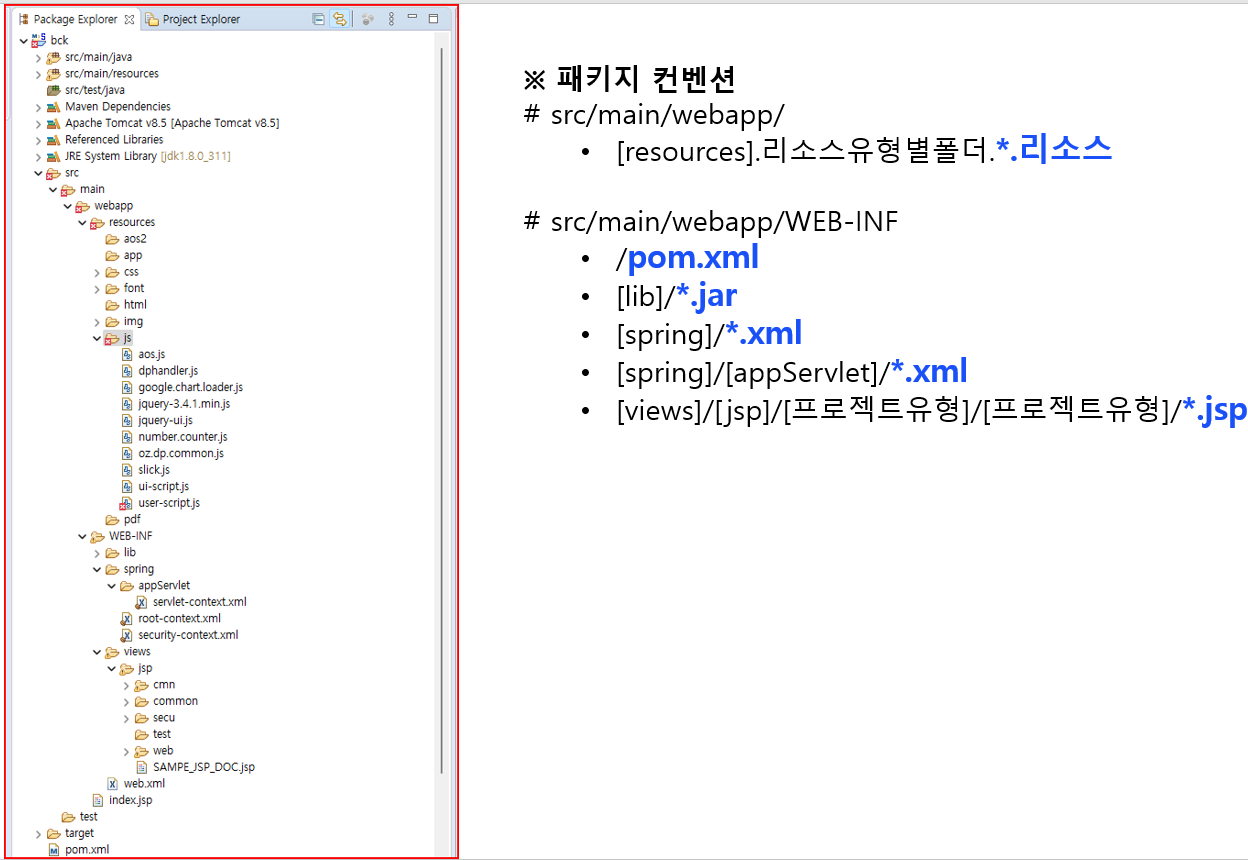 Package Explorer
Project Explorer
bck
src/main/java
src/main/resources
src/test/java
Maven Dependencies
Apache Tomcat v8.5 [Apache Tomcat v8.5]
Referenced Libraries
JRE System Library [jdk1.8.0_311]
src
main
webapp
resources
aos2
app
css
font
html
img
js
aos.js
dphandler.js
google.chart.loader.js
jquery-3.4.1.min.js
jquery-ui.js
number.counter.js
oz.dp.common.js
slick.js
ui-script.js
user-script.js
pdf
WEB-INF
lib
spring
appServlet
servlet-context.xml
root-context.xml
security-context.xml
views
jsp
cmn
common
secu
test
web
SAMPE_JSP_DOC.jsp
web.xml
index.jsp
test
target
pom.xml
※ 패키지 컨벤션
# src/main/webapp/
• [resources].리소스유형별폴더.*.리소스
# src/main/webapp/WEB-INF
• /pom.xml
• [lib]/*.jar
• [spring]/*.xml
• [spring]/[appServlet]/*.xml
• [views]/[jsp]/[프로젝트유형]/[프로젝트유형]/*.jsp